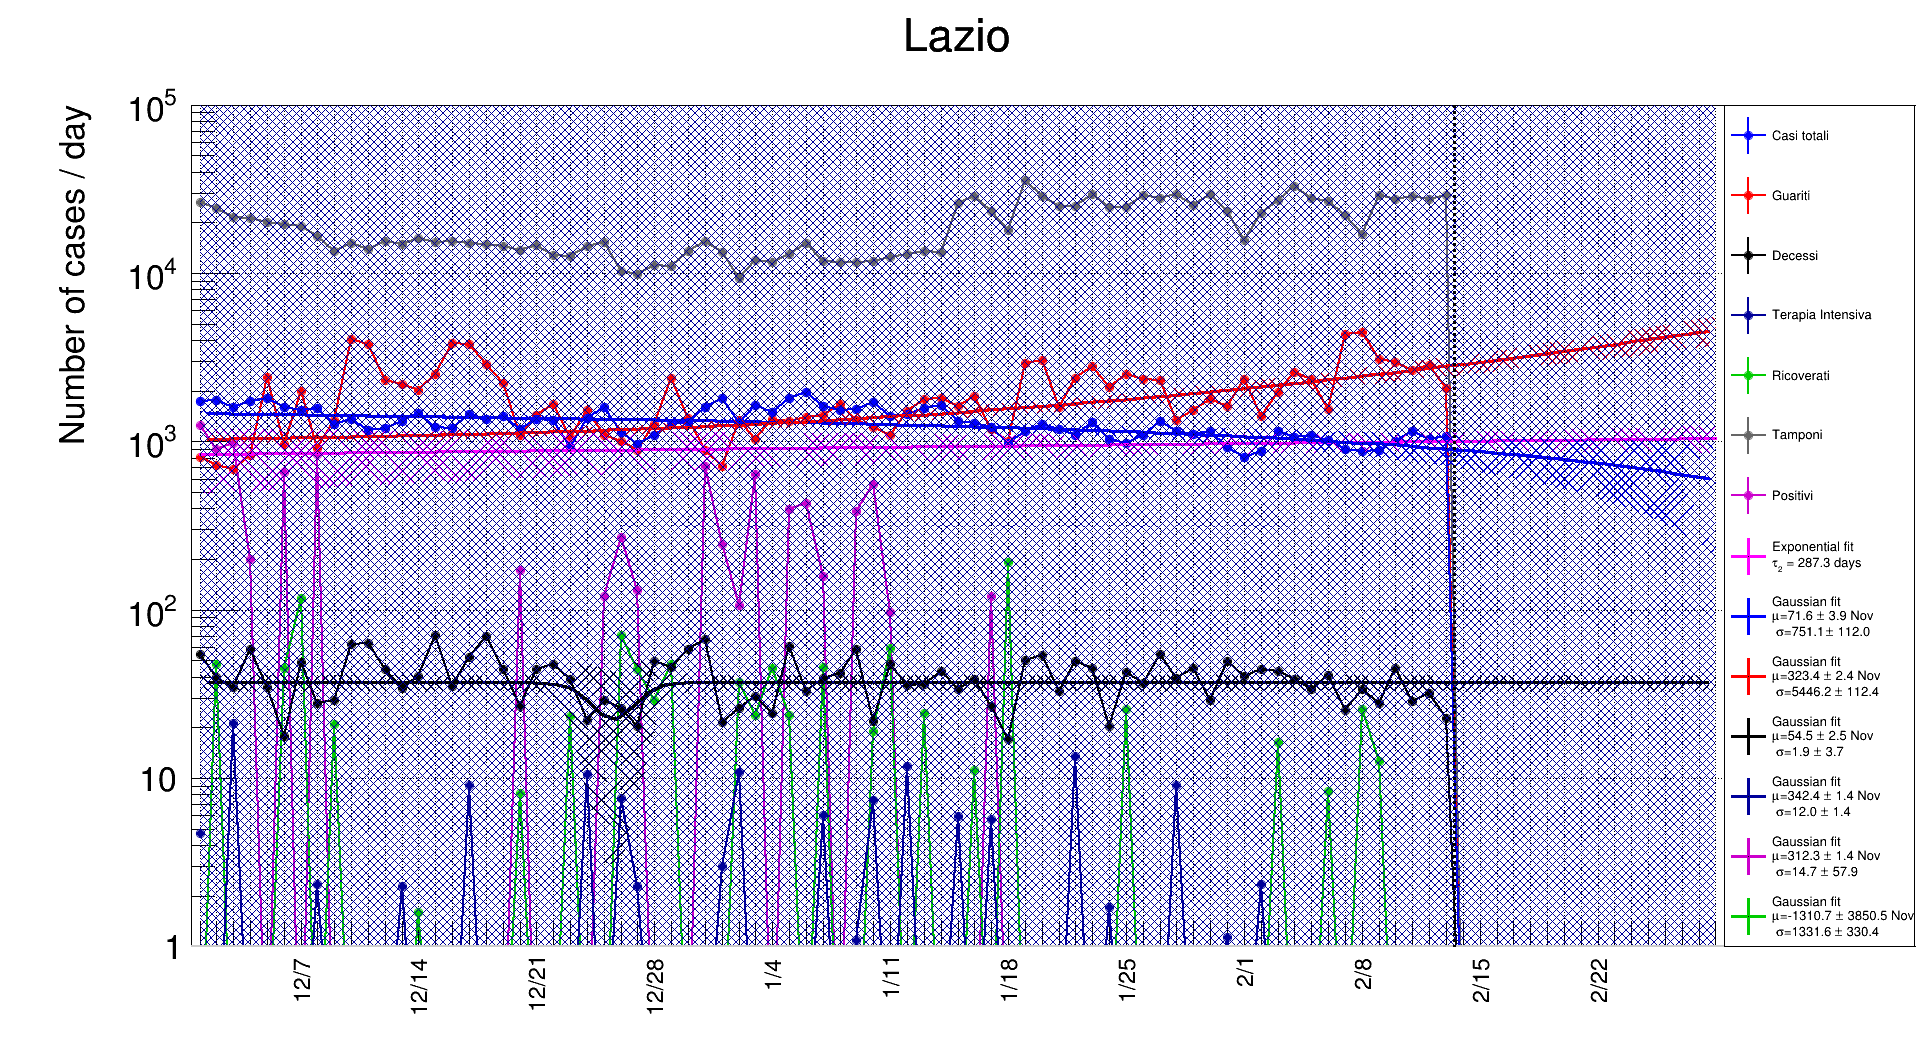 Lazio
Number of cases / day
10^5
10^4
10^3
10^2
10
1
12/7
12/14
12/21
12/28
1/4
1/11
1/18
1/25
2/1
2/8
2/15
2/22
Casi totali
Guariti
Decessi
Terapia Intensiva
Ricoverati
Tamponi
Positivi
Exponential fit
τ₂ = 287.3 days
Gaussian fit
μ=71.6 ± 3.9 Nov
σ=751.1± 112.0
Gaussian fit
μ=323.4 ± 2.4 Nov
σ=5446.2 ± 112.4
Gaussian fit
μ=54.5 ± 2.5 Nov
σ=1.9 ± 3.7
Gaussian fit
μ=342.4 ± 1.4 Nov
σ=12.0 ± 1.4
Gaussian fit
μ=312.3 ± 1.4 Nov
σ=14.7 ± 57.9
Gaussian fit
μ=-1310.7 ± 3850.5 Nov
σ=1331.6 ± 330.4